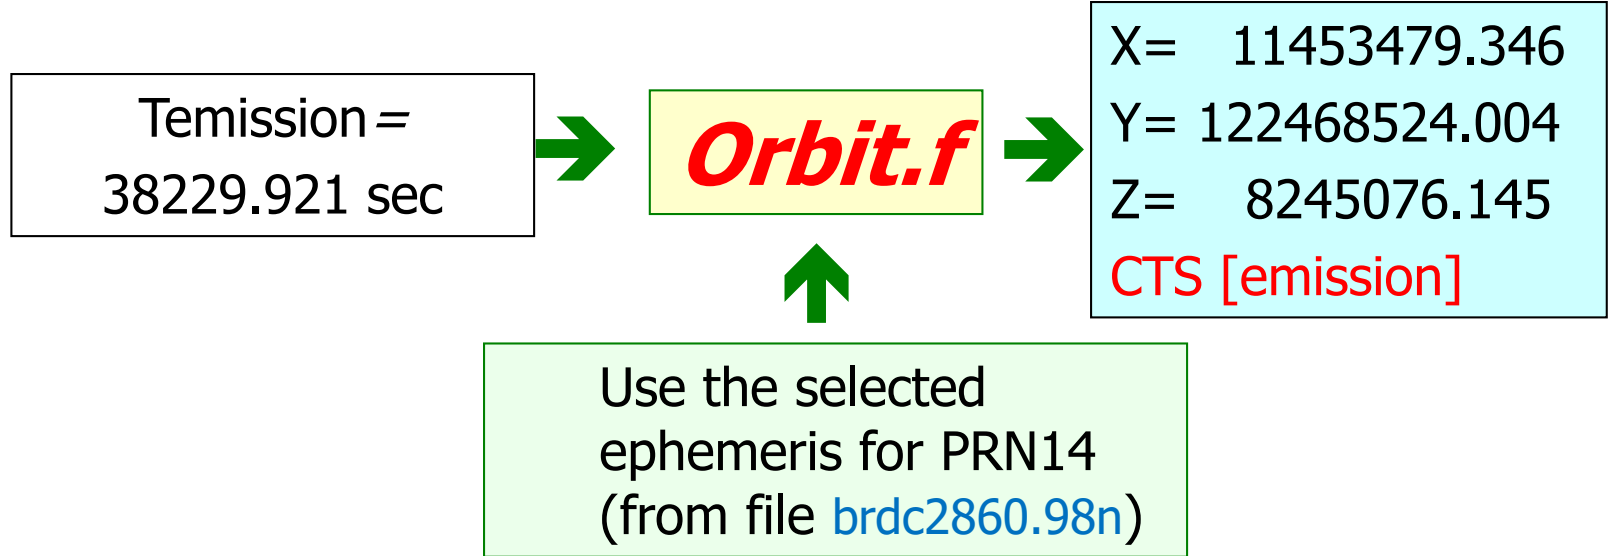 Temission=
38229.921 sec
Orbit.f
X= 11453479.346
Y= 122468524.004
Z= 8245076.145
CTS [emission]
Use the selected
ephemeris for PRN14
(from file brdc2860.98n)